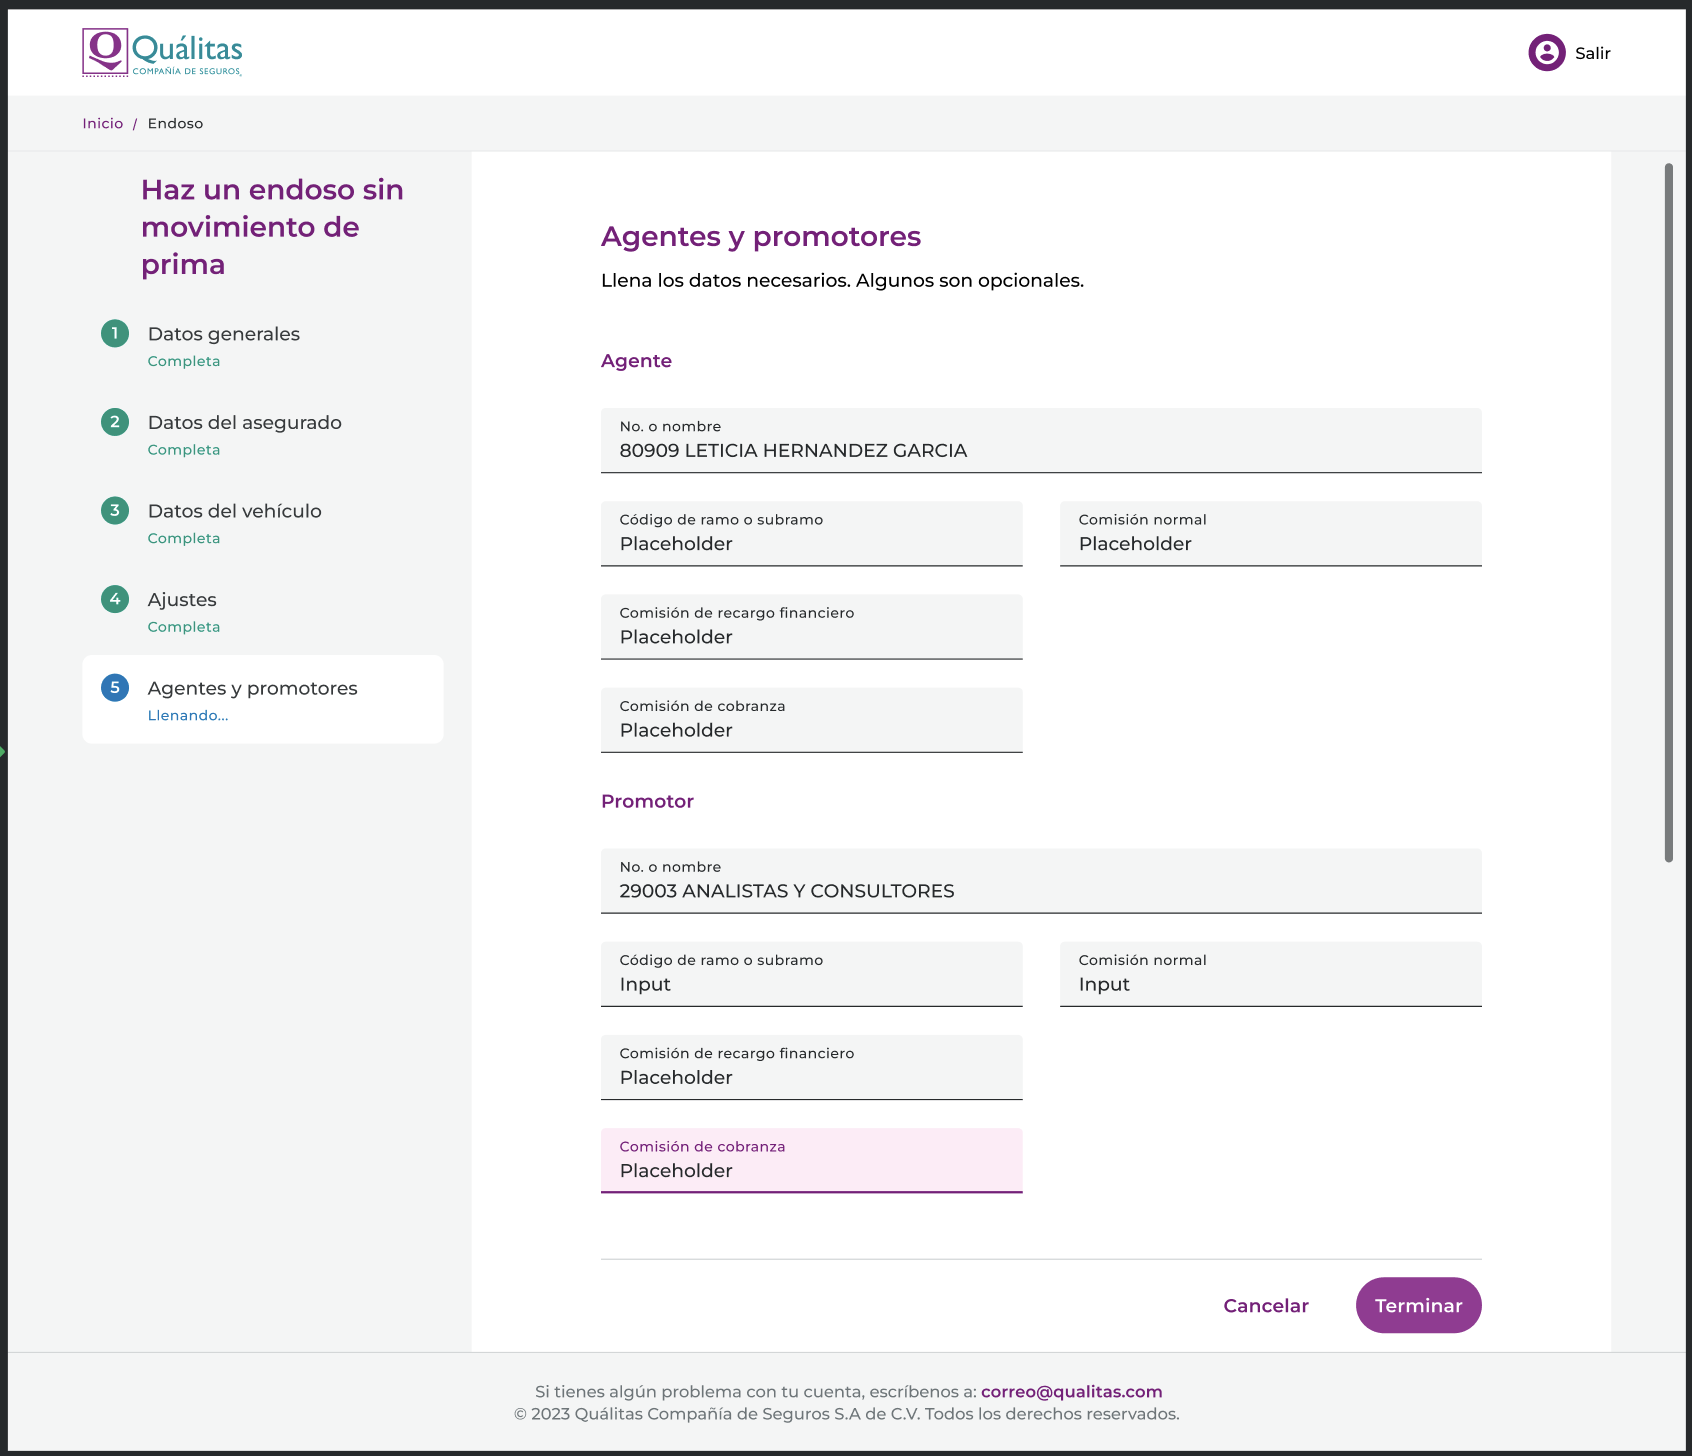 Quálitas
COMPAÑÍA DE SEGUROS
Salir
Inicio / Endoso
Haz un endoso sin
movimiento de
prima
1 Datos generales
Completa
2 Datos del asegurado
Completa
3 Datos del vehículo
Completa
4 Ajustes
Completa
5 Agentes y promotores
Llenando...
Agentes y promotores
Llena los datos necesarios. Algunos son opcionales.
Agente
No. o nombre
80909 LETICIA HERNANDEZ GARCIA
Código de ramo o subramo
Placeholder
Comisión normal
Placeholder
Comisión de recargo financiero
Placeholder
Comisión de cobranza
Placeholder
Promotor
No. o nombre
29003 ANALISTAS Y CONSULTORES
Código de ramo o subramo
Input
Comisión normal
Input
Comisión de recargo financiero
Placeholder
Comisión de cobranza
Placeholder
Cancelar
Terminar
Si tienes algún problema con tu cuenta, escríbenos a: correo@qualitas.com
© 2023 Quálitas Compañía de Seguros S.A de C.V. Todos los derechos reservados.